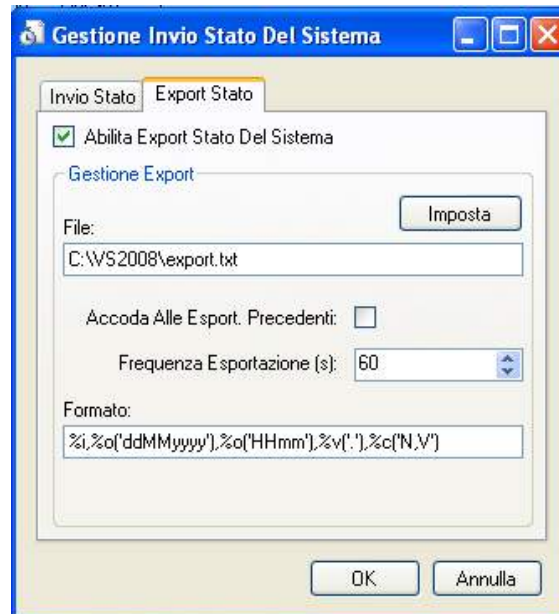 Gestione Invio Stato Del Sistema
Invio Stato Export Stato
Abilita Export Stato Del Sistema
Gestione Export
Imposta
File:
C:\VS2008\export.txt
Accoda Alle Esport. Precedenti:
Frequenza Esportazione (s): 60
Formato:
%i,%o('ddMMyyyy'),%o('HHmm'),%v('.'),%c('N,V')
OK Annulla